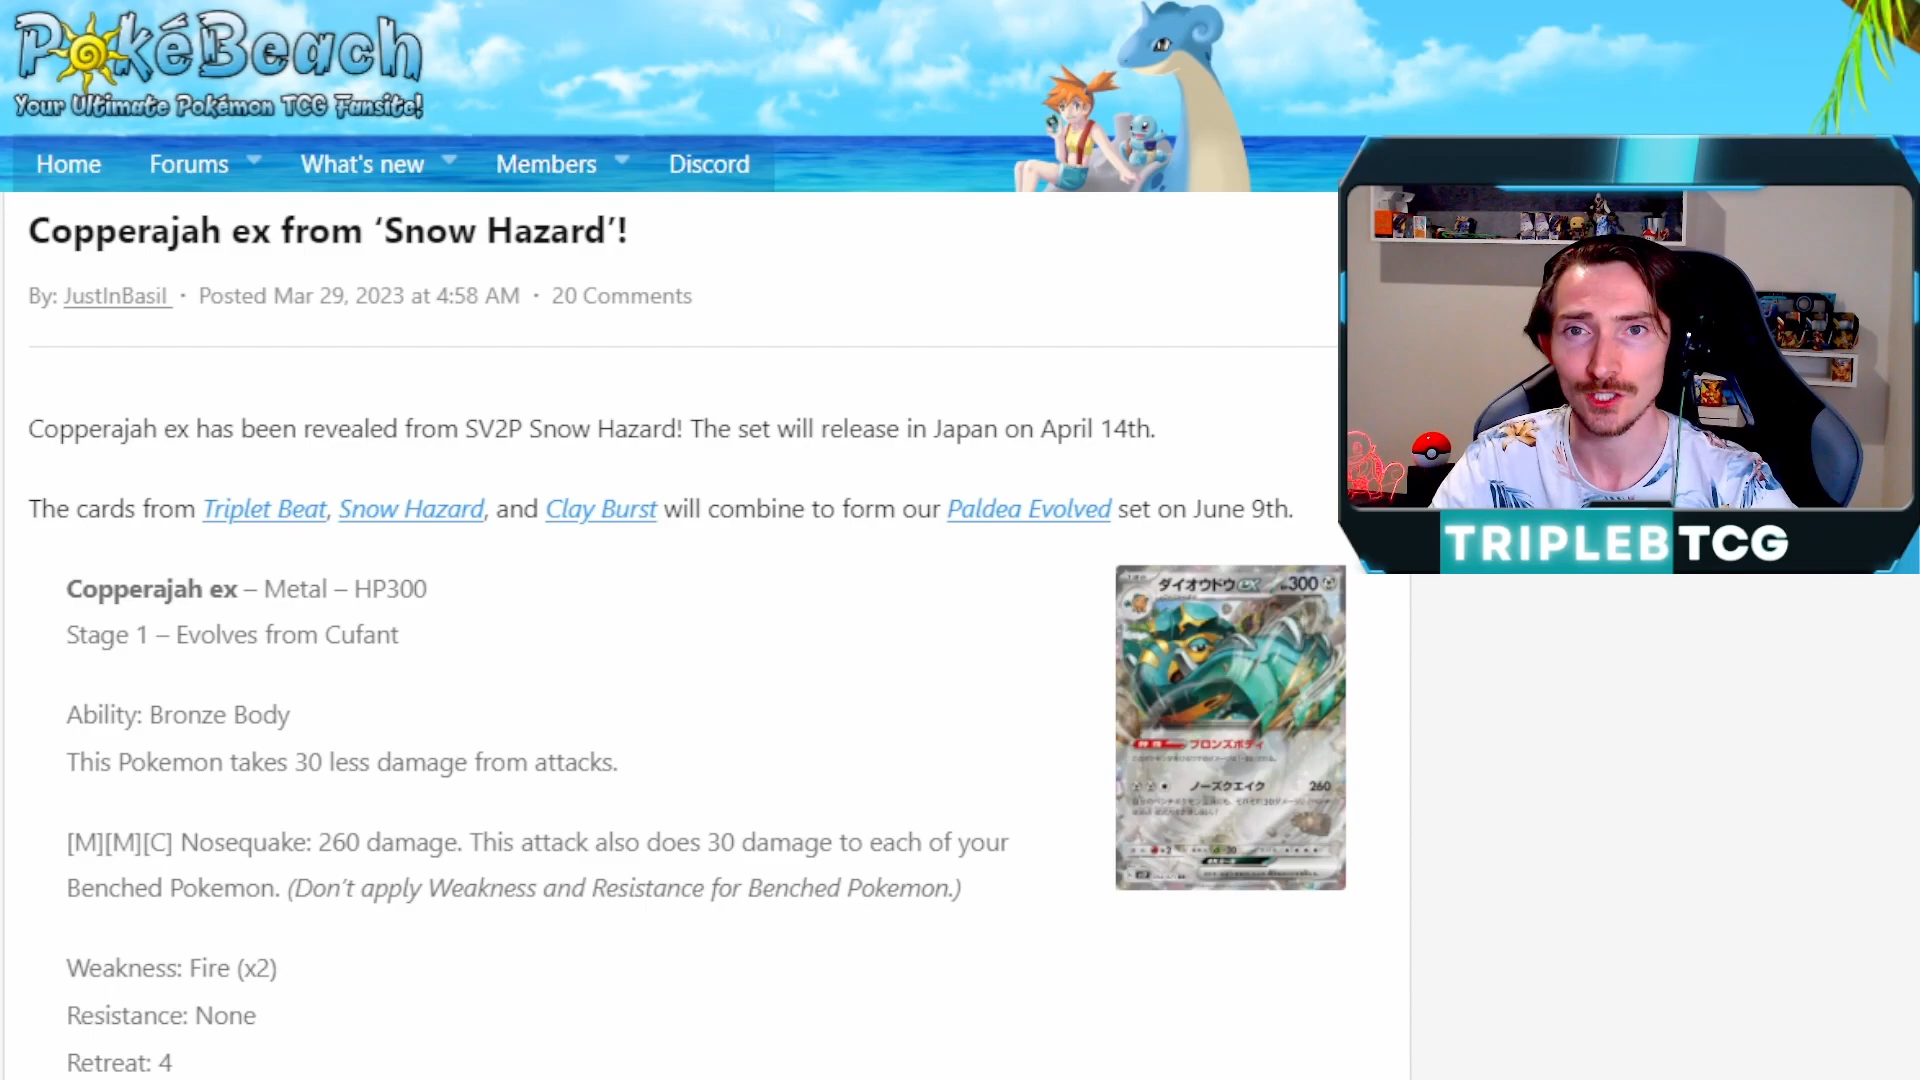 PokéBeach
Your Ultimate Pokémon TCG Fansite!
Home
Forums
What's new
Members
Discord
Copperajah ex from ‘Snow Hazard’!
By: JustInBasil · Posted Mar 29, 2023 at 4:58 AM · 20 Comments
Copperajah ex has been revealed from SV2P Snow Hazard! The set will release in Japan on April 14th.
The cards from Triplet Beat, Snow Hazard, and Clay Burst will combine to form our Paldea Evolved set on June 9th.
Copperajah ex – Metal – HP300
Stage 1 – Evolves from Cufant
Ability: Bronze Body
This Pokemon takes 30 less damage from attacks.
[M][M][C] Nosequake: 260 damage. This attack also does 30 damage to each of your
Benched Pokemon. (Don’t apply Weakness and Resistance for Benched Pokemon.)
Weakness: Fire (x2)
Resistance: None
Retreat: 4
ダイオウドウex 300
ブロンズボディ
ノーズクエイク 260
TRIPLEB TCG